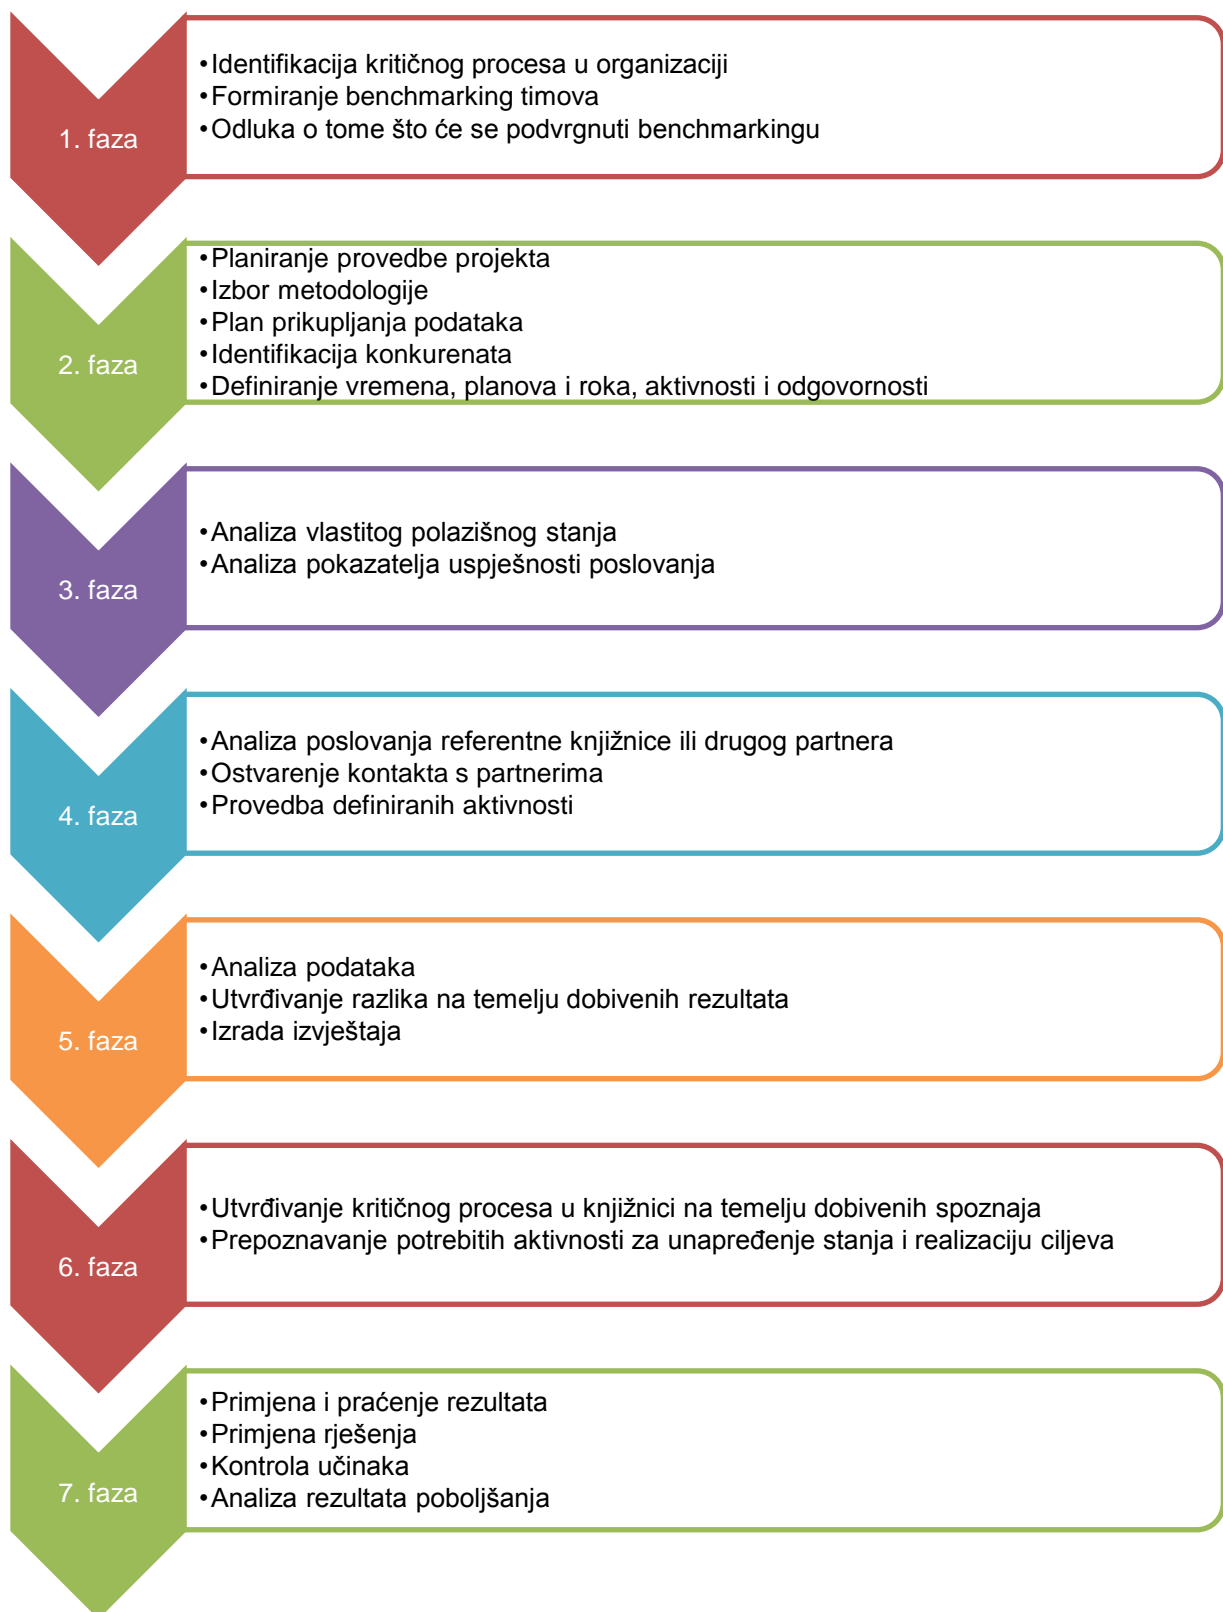 1. faza
•Identifikacija kritičnog procesa u organizaciji
•Formiranje benchmarking timova
•Odluka o tome što će se podvrgnuti benchmarkingu
2. faza
•Planiranje provedbe projekta
•Izbor metodologije
•Plan prikupljanja podataka
•Identifikacija konkurenata
•Definiranje vremena, planova i roka, aktivnosti i odgovornosti
3. faza
•Analiza vlastitog polazišnog stanja
•Analiza pokazatelja uspješnosti poslovanja
4. faza
•Analiza poslovanja referentne knjižnice ili drugog partnera
•Ostvarenje kontakta s partnerima
•Provedba definiranih aktivnosti
5. faza
•Analiza podataka
•Utvrđivanje razlika na temelju dobivenih rezultata
•Izrada izvještaja
6. faza
•Utvrđivanje kritičnog procesa u knjižnici na temelju dobivenih spoznaja
•Prepoznavanje potrebitih aktivnosti za unapređenje stanja i realizaciju ciljeva
7. faza
•Primjena i praćenje rezultata
•Primjena rješenja
•Kontrola učinaka
•Analiza rezultata poboljšanja